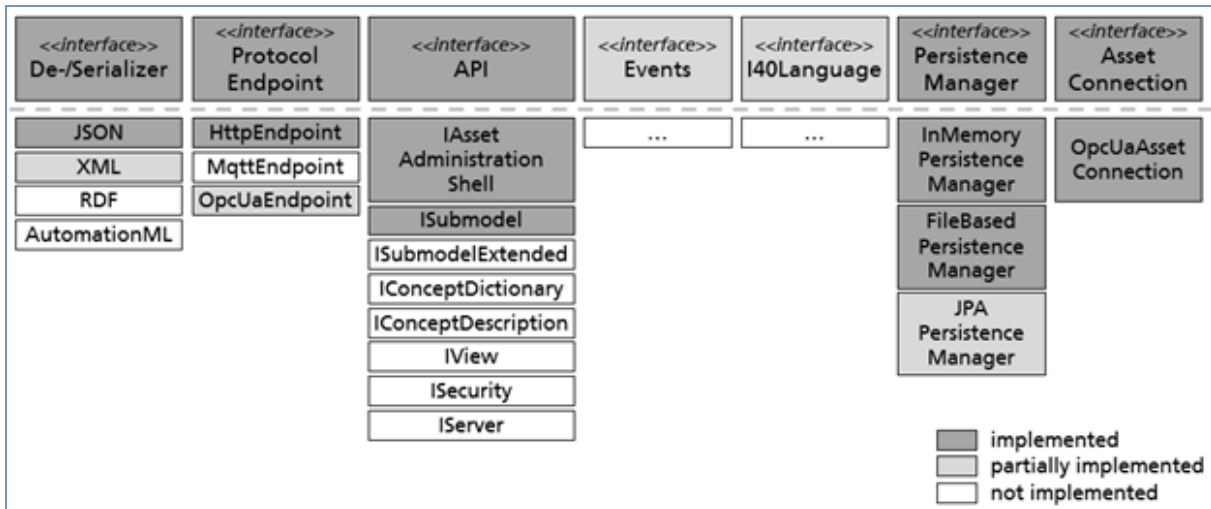 <<interface>>
De-/Serializer
<<interface>>
Protocol
Endpoint
<<interface>>
API
<<interface>>
Events
<<interface>>
I40Language
<<interface>>
Persistence
Manager
<<interface>>
Asset
Connection
JSON
XML
RDF
AutomationML
HttpEndpoint
MqttEndpoint
OpcUaEndpoint
IAsset
Administration
Shell
ISubmodel
ISubmodelExtended
IConceptDictionary
IConceptDescription
IView
ISecurity
IServer
...
...
InMemory
Persistence
Manager
FileBased
Persistence
Manager
JPA
Persistence
Manager
OpcUaAsset
Connection
implemented
partially implemented
not implemented